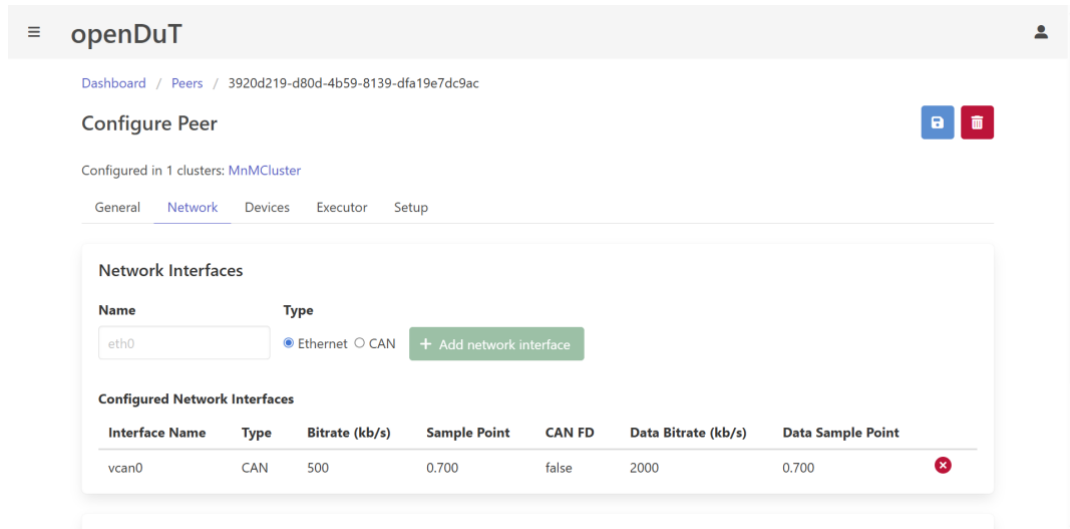 openDuT
Dashboard / Peers / 3920d219-d80d-4b59-8139-dfa19e7dc9ac
Configure Peer
Configured in 1 clusters: MnMCluster
General Network Devices Executor Setup
Network Interfaces
Name Type
eth0 Ethernet CAN + Add network interface
Configured Network Interfaces
Interface Name Type Bitrate (kb/s) Sample Point CAN FD Data Bitrate (kb/s) Data Sample Point
vcan0 CAN 500 0.700 false 2000 0.700